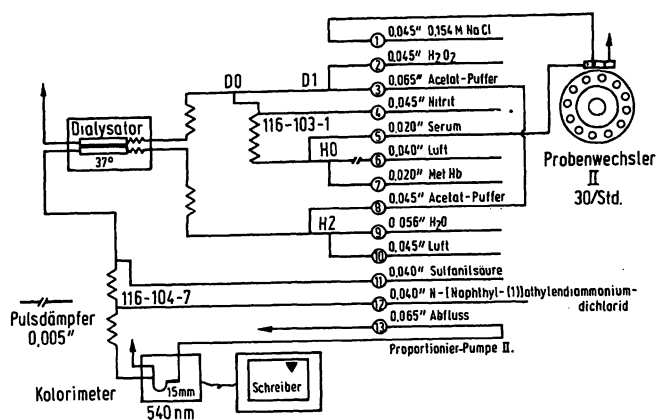 ① 0,045" 0,154 M NaCl
② 0,045" H₂O₂
③ 0,065" Acetat-Puffer
④ 0,045" Nitrit
⑤ 0,020" Serum
⑥ 0,040" Luft
⑦ 0,020" Met Hb
⑧ 0,045" Acetat-Puffer
⑨ 0 056" H₂O
⑩ 0,045" Luft
⑪ 0,040" Sulfanilsäure
⑫ 0,040" N-[Naphthyl-(1)]athylendiammonium-
dichlorid
⑬ 0,065" Abfluss
Proportionier-Pumpe II.
D0
D1
116-103-1
H0
H2
Dialysator
37°
Probenwechsler
II
30/Std.
116-104-7
Pulsdämpfer
0,005"
Kolorimeter
15mm
540 nm
Schreiber